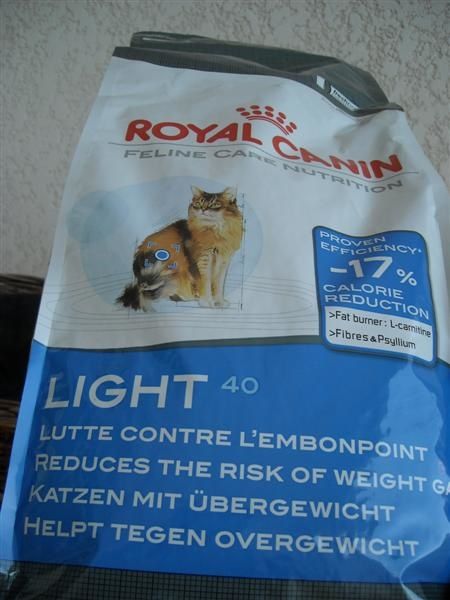 ROYAL CANIN
FELINE CARE NUTRITION
PROVEN
EFFICIENCY*
-17%
CALORIE
REDUCTION
>Fat burner: L-carnitine
>Fibres & Psyllium
LIGHT 40
LUTTE CONTRE L'EMBONPOINT
REDUCES THE RISK OF WEIGHT GA
KATZEN MIT ÜBERGEWICHT
HELPT TEGEN OVERGEWICHT